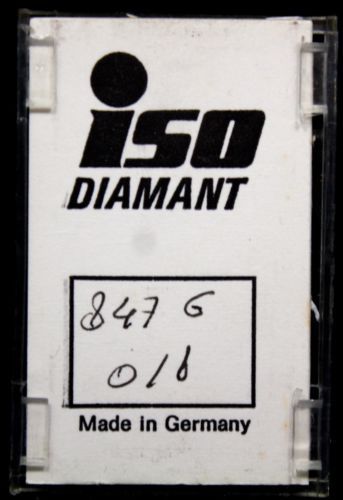 iso
DIAMANT
847 G
016
Made in Germany